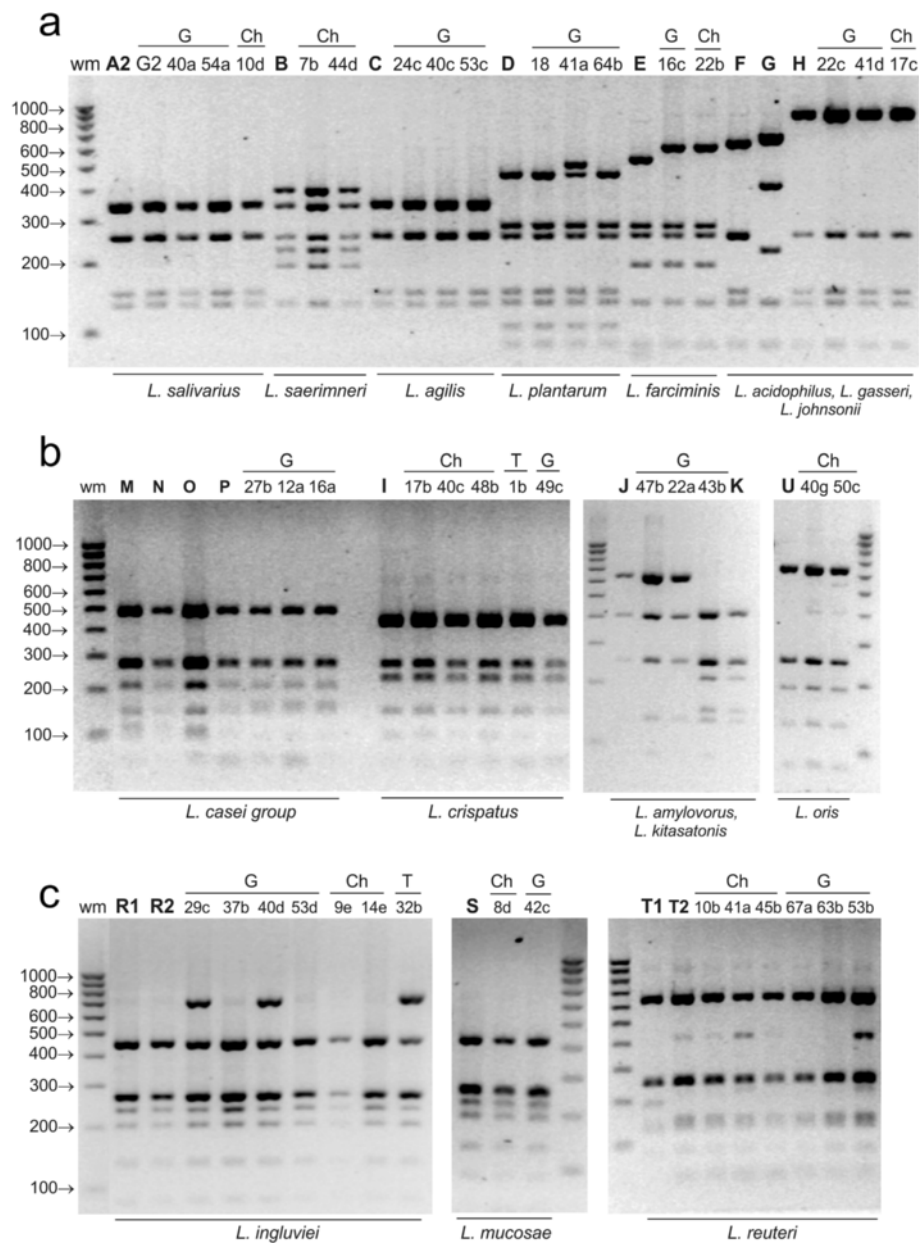 a
G Ch Ch G G G Ch G Ch
wm A2 G2 40a 54a 10d B 7b 44d C 24c 40c 53c D 18 41a 64b E 16c 22b F G H 22c 41d 17c
1000→
800→
600→
500→
400→
300→
200→
100→
L. salivarius L. saerimneri L. agilis L. plantarum L. farciminis L. acidophilus, L. gasseri,
L. johnsonii
b
G Ch T G G Ch
wm M N O P 27b 12a 16a I 17b 40c 48b 1b 49c J 47b 22a 43b K U 40g 50c
1000→
800→
600→
500→
400→
300→
200→
100→
L. casei group L. crispatus L. amylovorus, L. oris
L. kitasatonis
c
G Ch T Ch G Ch G
wm R1 R2 29c 37b 40d 53d 9e 14e 32b S 8d 42c T1 T2 10b 41a 45b 67a 63b 53b
1000→
800→
600→
500→
400→
300→
200→
100→
L. ingluviei L. mucosae L. reuteri